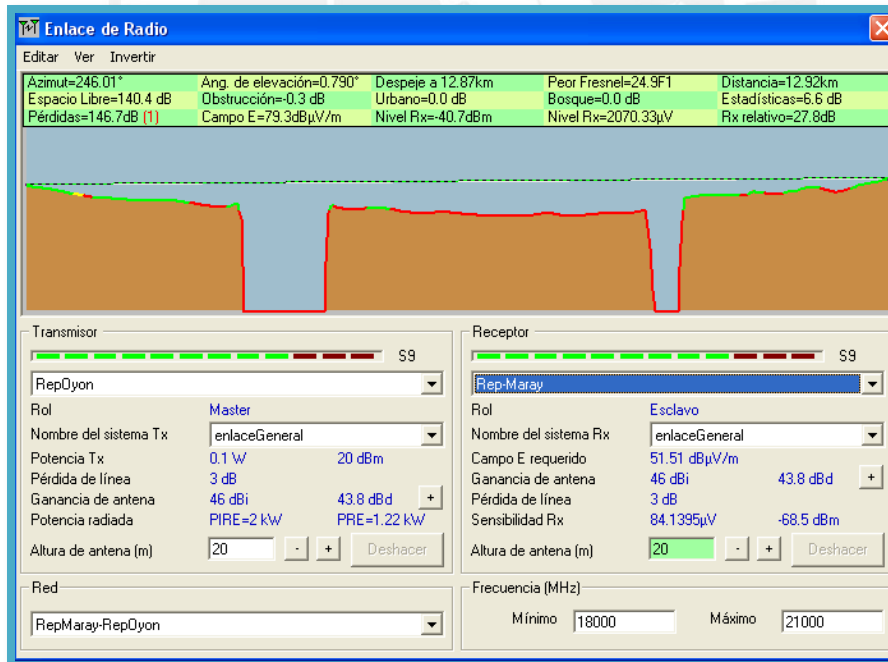 Enlace de Radio
Editar Ver Invertir
Azimut=246.01° Ang. de elevación=0.790° Despeje a 12.87km Peor Fresnel=24.9F1 Distancia=12.92km
Espacio Libre=140.4 dB Obstrucción=-0.3 dB Urbano=0.0 dB Bosque=0.0 dB Estadísticas=6.6 dB
Pérdidas=146.7dB (1) Campo E=79.3dBµV/m Nivel Rx=-40.7dBm Nivel Rx=2070.33µV Rx relativo=27.8dB
Transmisor
S9
RepOyon
Rol Master
Nombre del sistema Tx enlaceGeneral
Potencia Tx 0.1 W 20 dBm
Pérdida de línea 3 dB
Ganancia de antena 46 dBi 43.8 dBd +
Potencia radiada PIRE=2 kW PRE=1.22 kW
Altura de antena (m) 20 - + Deshacer
Receptor
S9
Rep-Maray
Rol Esclavo
Nombre del sistema Rx enlaceGeneral
Campo E requerido 51.51 dBµV/m
Ganancia de antena 46 dBi 43.8 dBd +
Pérdida de línea 3 dB
Sensibilidad Rx 84.1395µV -68.5 dBm
Altura de antena (m) 20 - + Deshacer
Red
RepMaray-RepOyon
Frecuencia (MHz)
Mínimo 18000 Máximo 21000